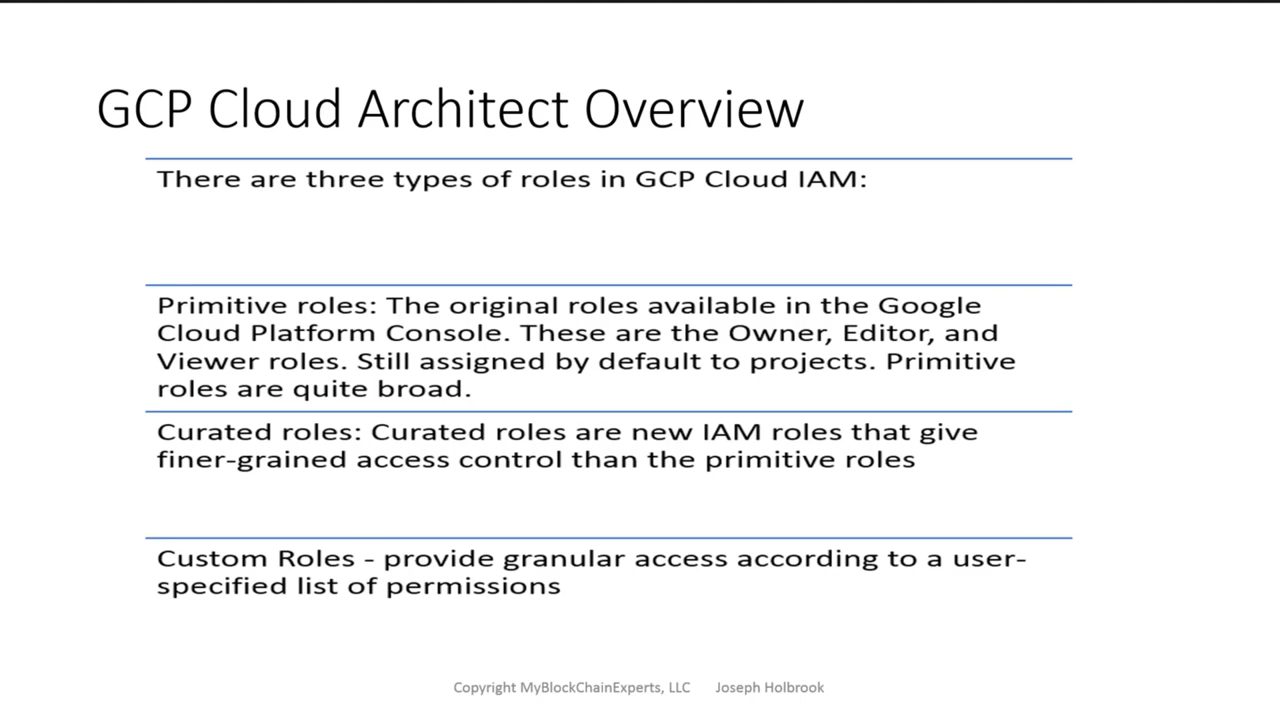 GCP Cloud Architect Overview
There are three types of roles in GCP Cloud IAM:
Primitive roles: The original roles available in the Google
Cloud Platform Console. These are the Owner, Editor, and
Viewer roles. Still assigned by default to projects. Primitive
roles are quite broad.
Curated roles: Curated roles are new IAM roles that give
finer-grained access control than the primitive roles
Custom Roles - provide granular access according to a user-
specified list of permissions
Copyright MyBlockChainExperts, LLC Joseph Holbrook